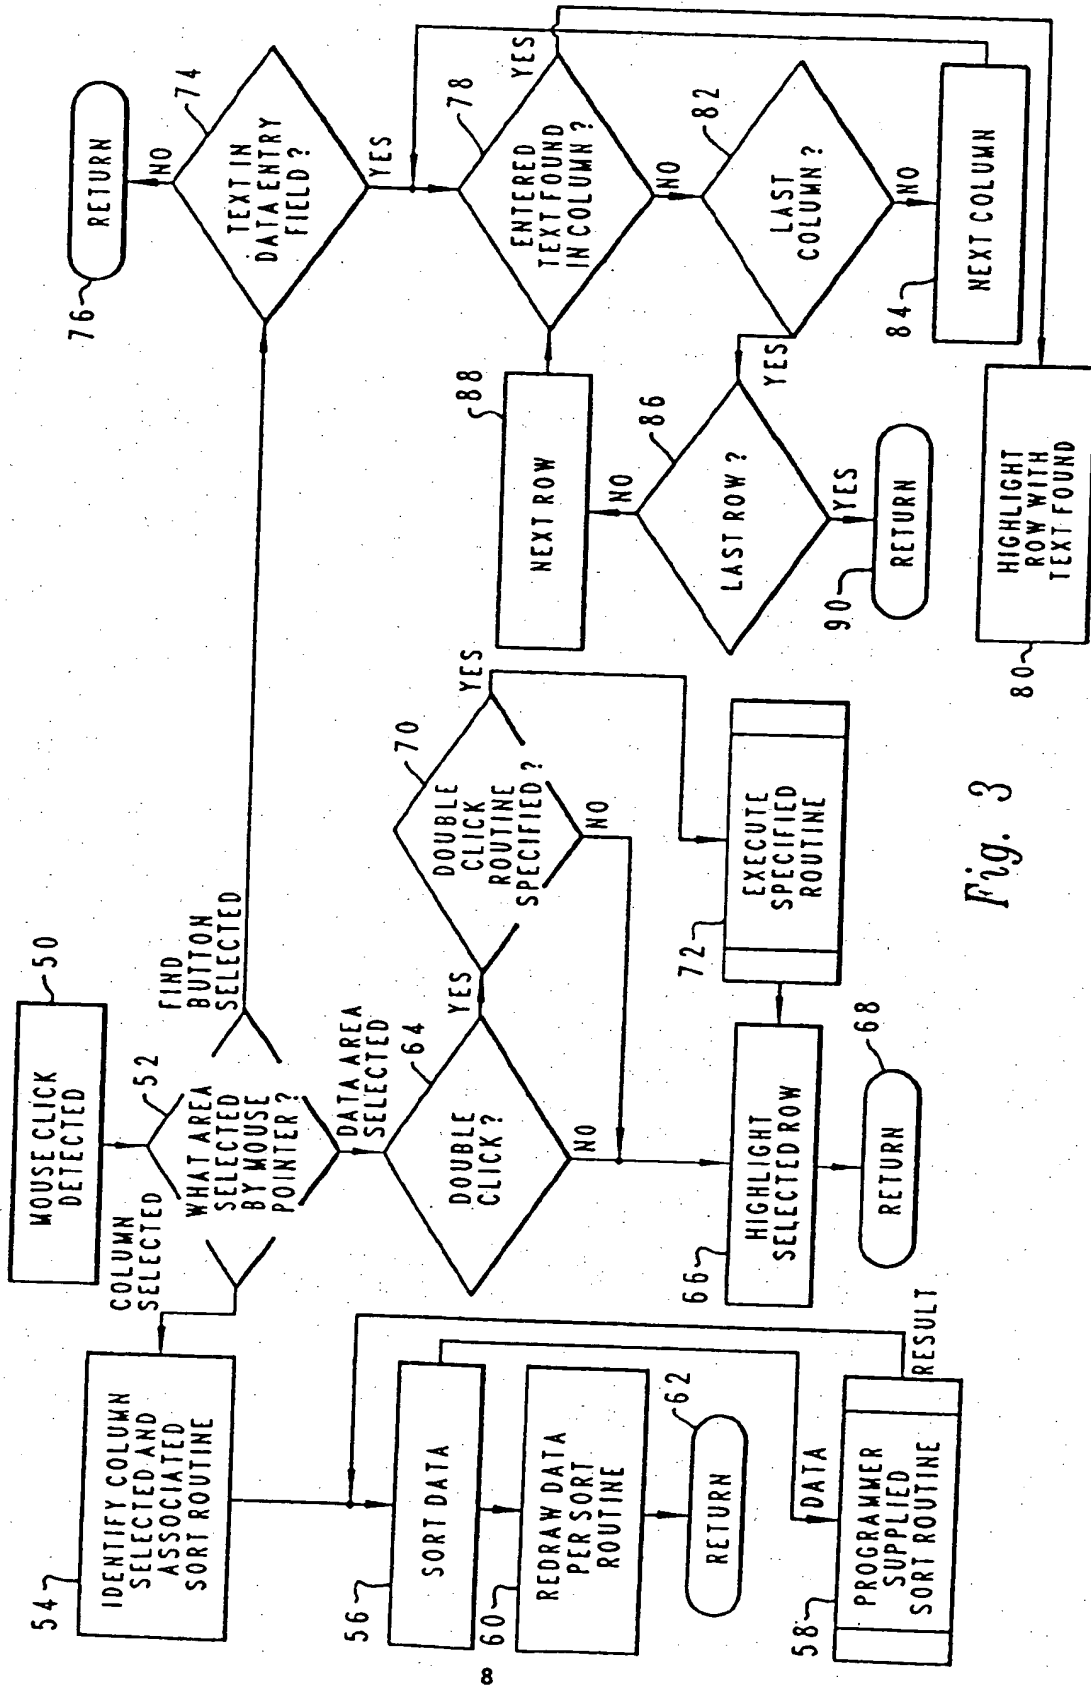 MOUSE CLICK
DETECTED
50
52
WHAT AREA
SELECTED
BY MOUSE
POINTER?
COLUMN
SELECTED
FIND
BUTTON
SELECTED
DATA AREA
SELECTED
54
IDENTIFY COLUMN
SELECTED AND
ASSOCIATED
SORT ROUTINE
56
SORT DATA
60
REDRAW DATA
PER SORT
ROUTINE
62
RETURN
DATA
RESULT
58
PROGRAMMER
SUPPLIED
SORT ROUTINE
64
DOUBLE
CLICK?
YES
NO
66
HIGHLIGHT
SELECTED ROW
68
RETURN
70
DOUBLE
CLICK
ROUTINE
SPECIFIED?
YES
NO
72
EXECUTE
SPECIFIED
ROUTINE
74
TEXT IN
DATA ENTRY
FIELD?
NO
YES
76
RETURN
78
ENTERED
TEXT FOUND
IN COLUMN?
YES
NO
82
LAST
COLUMN?
YES
NO
84
NEXT COLUMN
86
LAST ROW?
NO
YES
88
NEXT ROW
90
RETURN
80
HIGHLIGHT
ROW WITH
TEXT FOUND
Fig. 3
8